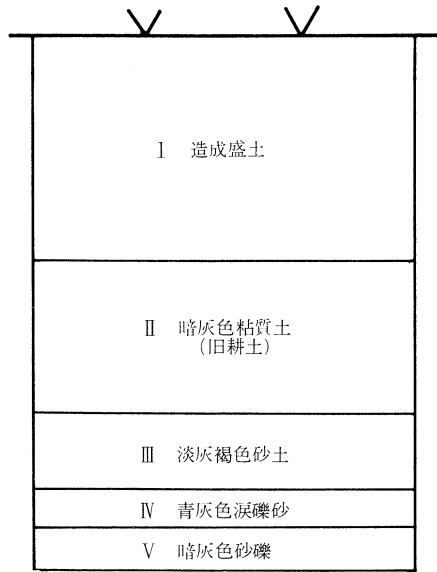 Ⅰ 造成盛土
Ⅱ 暗灰色粘質土
(旧耕土)
Ⅲ 淡灰褐色砂土
Ⅳ 青灰色涙礫砂
Ⅴ 暗灰色砂礫